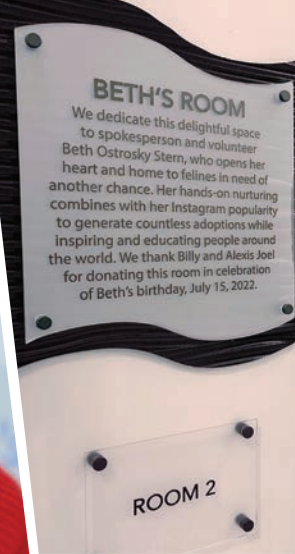 BETH'S ROOM
We dedicate this delightful space
to spokesperson and volunteer
Beth Ostrosky Stern, who opens her
heart and home to felines in need of
another chance. Her hands-on nurturing
combines with her Instagram popularity
to generate countless adoptions while
inspiring and educating people around
the world. We thank Billy and Alexis Joel
for donating this room in celebration
of Beth's birthday, July 15, 2022.
ROOM 2